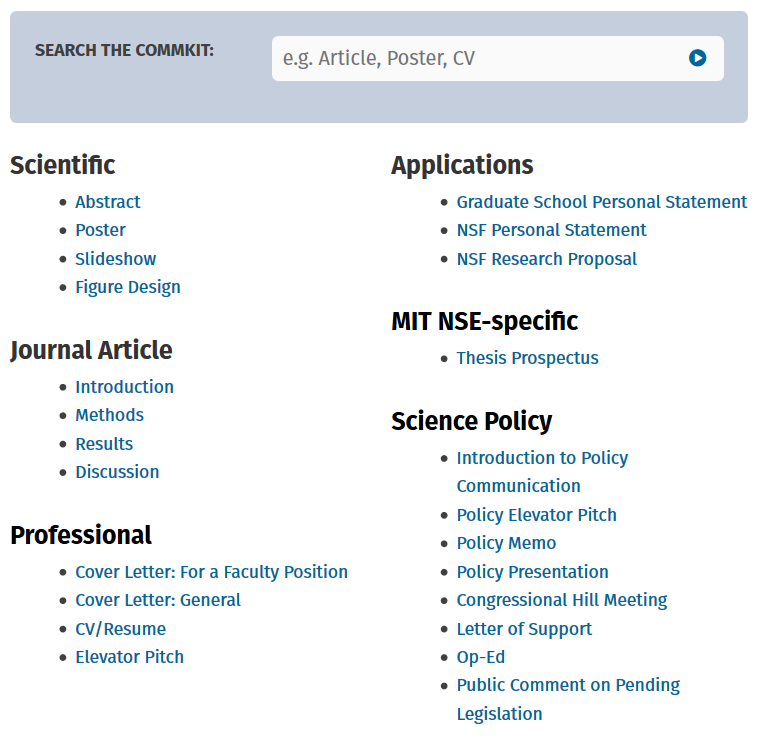 SEARCH THE COMMKIT:
e.g. Article, Poster, CV
Scientific
Abstract
Poster
Slideshow
Figure Design
Journal Article
Introduction
Methods
Results
Discussion
Professional
Cover Letter: For a Faculty Position
Cover Letter: General
CV/Resume
Elevator Pitch
Applications
Graduate School Personal Statement
NSF Personal Statement
NSF Research Proposal
MIT NSE-specific
Thesis Prospectus
Science Policy
Introduction to Policy
Communication
Policy Elevator Pitch
Policy Memo
Policy Presentation
Congressional Hill Meeting
Letter of Support
Op-Ed
Public Comment on Pending
Legislation